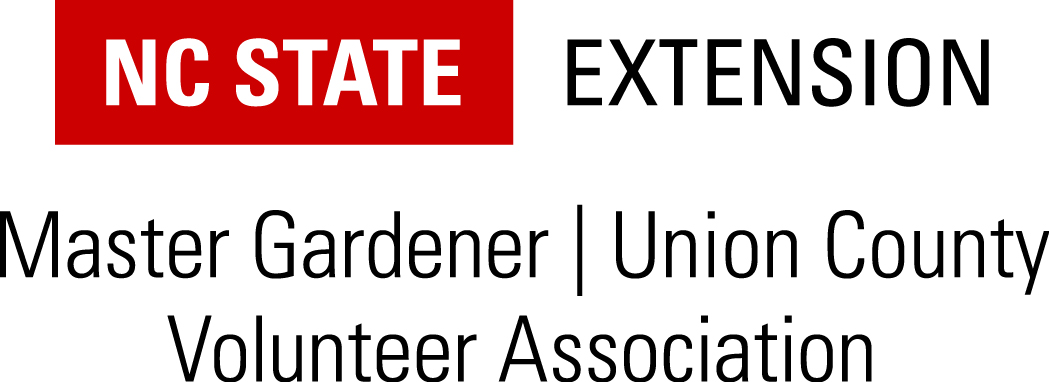 NC STATE EXTENSION
Master Gardener | Union County
Volunteer Association